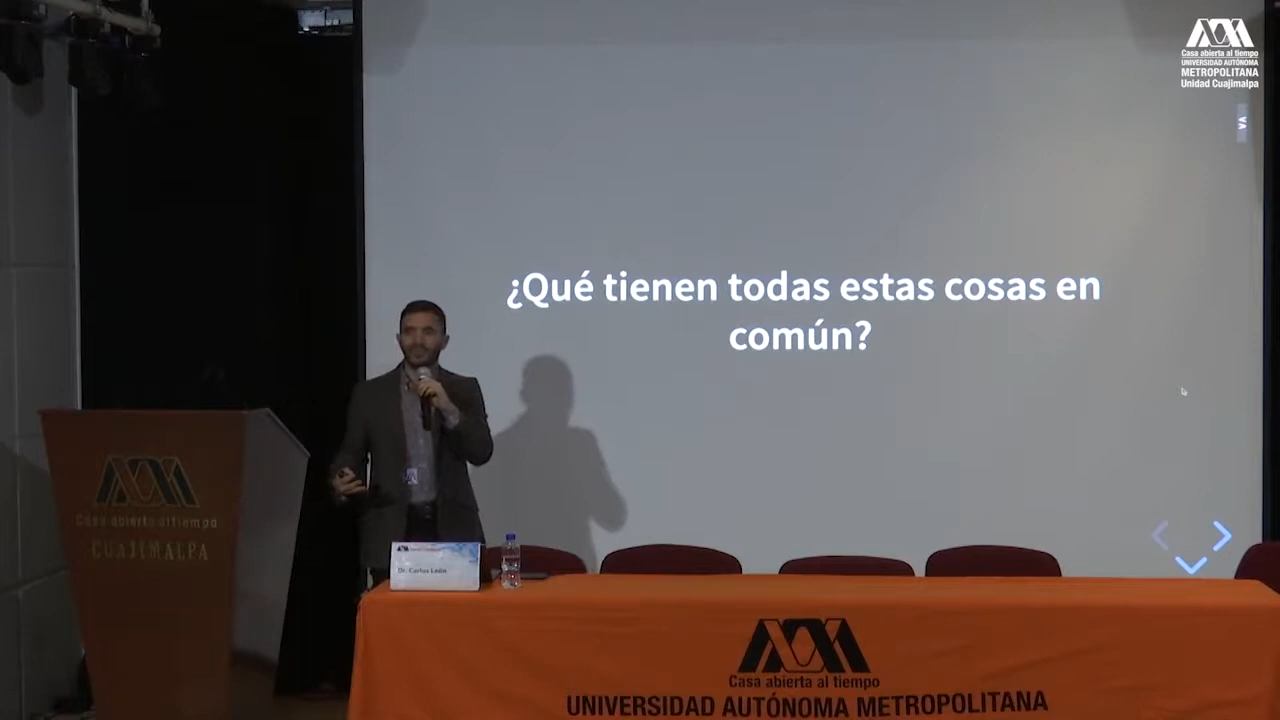 Casa abierta al tiempo
UNIVERSIDAD AUTÓNOMA
METROPOLITANA
Unidad Cuajimalpa
¿Qué tienen todas estas cosas en
común?
Casa abierta al tiempo
CUAJIMALPA
Dr. Carlos León
Casa abierta al tiempo
UNIVERSIDAD AUTÓNOMA METROPOLITANA